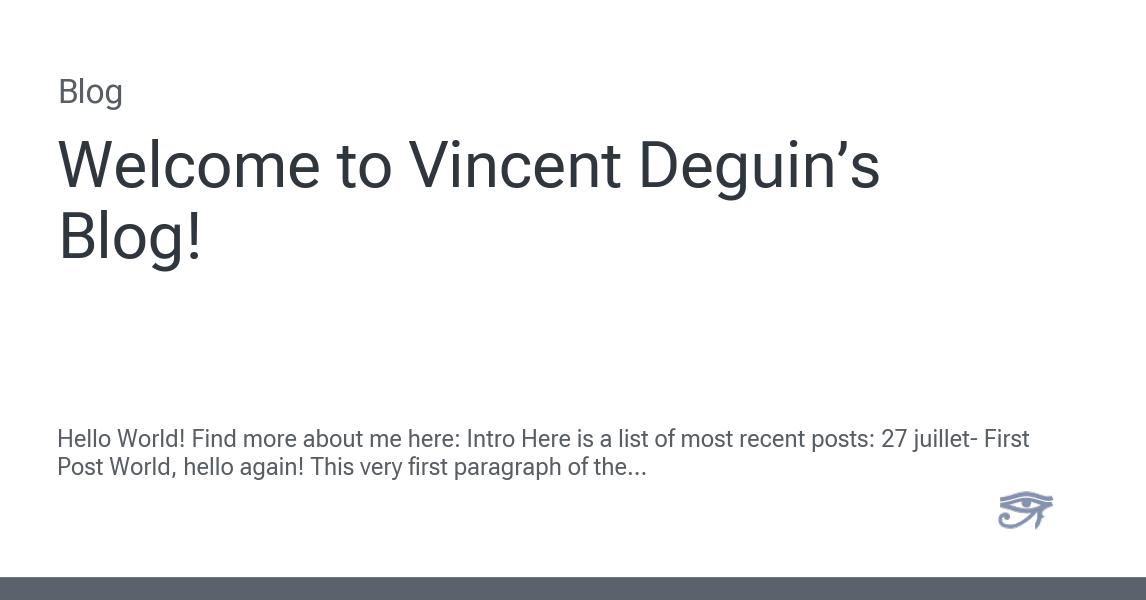 Blog
Welcome to Vincent Deguin’s
Blog!
Hello World! Find more about me here: Intro Here is a list of most recent posts: 27 juillet- First
Post World, hello again! This very first paragraph of the...